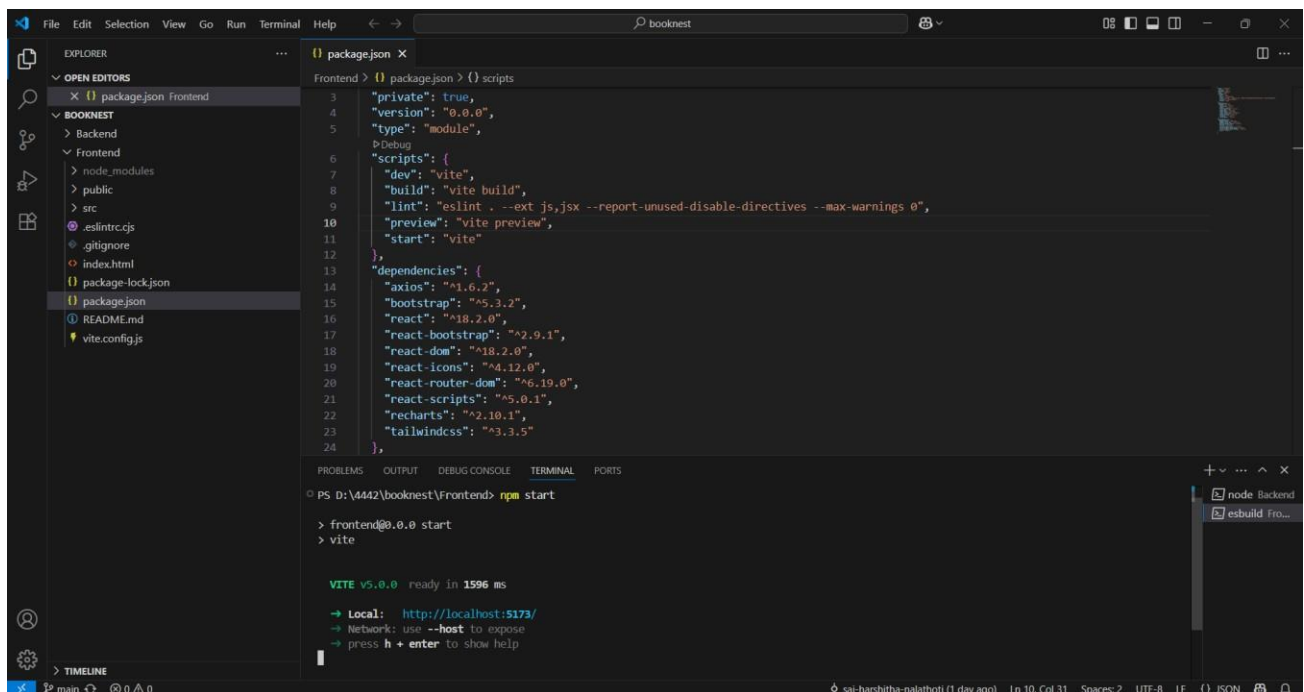 File Edit Selection View Go Run Terminal Help
booknest
EXPLORER
OPEN EDITORS
package.json Frontend
BOOKNEST
Backend
Frontend
node_modules
public
src
.eslintrc.cjs
.gitignore
index.html
package-lock.json
package.json
README.md
vite.config.js
TIMELINE
package.json
Frontend > package.json > scripts
3 "private": true,
4 "version": "0.0.0",
5 "type": "module",
Debug
6 "scripts": {
7 "dev": "vite",
8 "build": "vite build",
9 "lint": "eslint . --ext js,jsx --report-unused-disable-directives --max-warnings 0",
10 "preview": "vite preview",
11 "start": "vite"
12 },
13 "dependencies": {
14 "axios": "^1.6.2",
15 "bootstrap": "^5.3.2",
16 "react": "^18.2.0",
17 "react-bootstrap": "^2.9.1",
18 "react-dom": "^18.2.0",
19 "react-icons": "^4.12.0",
20 "react-router-dom": "^6.19.0",
21 "react-scripts": "^5.0.1",
22 "recharts": "^2.10.1",
23 "tailwindcss": "^3.3.5"
24 },
PROBLEMS OUTPUT DEBUG CONSOLE TERMINAL PORTS
PS D:\4442\booknest\Frontend> npm start
> frontend@0.0.0 start
> vite
VITE v5.0.0 ready in 1596 ms
→ Local: http://localhost:5173/
→ Network: use --host to expose
→ press h + enter to show help
node Backend
esbuild Fro...
main 0 0 sai-harshitha-nalathoti (1 day ago) Ln 10, Col 31 Spaces: 2 UTF-8 LF {} JSON